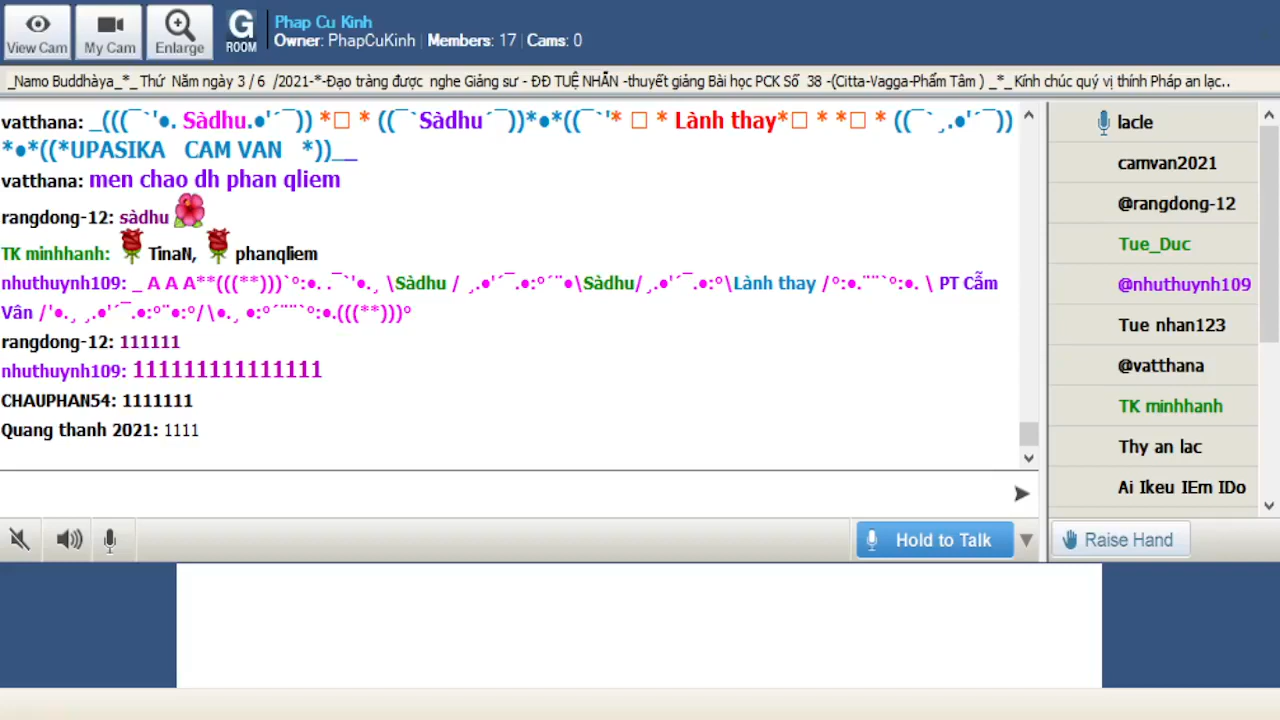 View Cam
My Cam
Enlarge
G ROOM
Phap Cu Kinh
Owner: PhapCuKinh | Members: 17 | Cams: 0
_Namo Buddhàya_*_ Thứ Năm ngày 3 / 6 /2021-*-Đạo tràng được nghe Giảng sư - ĐĐ TUỆ NHẪN -thuyết giảng Bài học PCK Số 38 -(Citta-Vagga-Phẩm Tâm ) _*_ Kính chúc quý vị thính Pháp an lạc..
vatthana: _(((¯`'●. Sàdhu.●'´¯)) *□ * ((¯`Sàdhu´¯))*●*((¯`'* □ * Lành thay*□ * *□ * ((¯`¸.●'´¯))
*●*((*UPASIKA CAM VAN *))__
vatthana: men chao dh phan qliem
rangdong-12: sàdhu
TK minhhanh: TinaN, phanqliem
nhuthuynh109: _ A A A**(((**)))`°:●. .¯`'●.¸ \Sàdhu / ¸.●'´¯.●:°´¨●\Sàdhu/¸.●'´¯.●:°\Lành thay /°:●.¨¨`°:●. \ PT Cẩm
Vân /'●.¸ ¸.●'´¯.●:°¨●:°/\●.¸ ●:°´¨¨`°:●.(((**)))°
rangdong-12: 111111
nhuthuynh109: 11111111111111
CHAUPHAN54: 1111111
Quang thanh 2021: 1111
lacle
camvan2021
@rangdong-12
Tue_Duc
@nhuthuynh109
Tue nhan123
@vatthana
TK minhhanh
Thy an lac
Ai Ikeu IEm IDo
Hold to Talk
Raise Hand